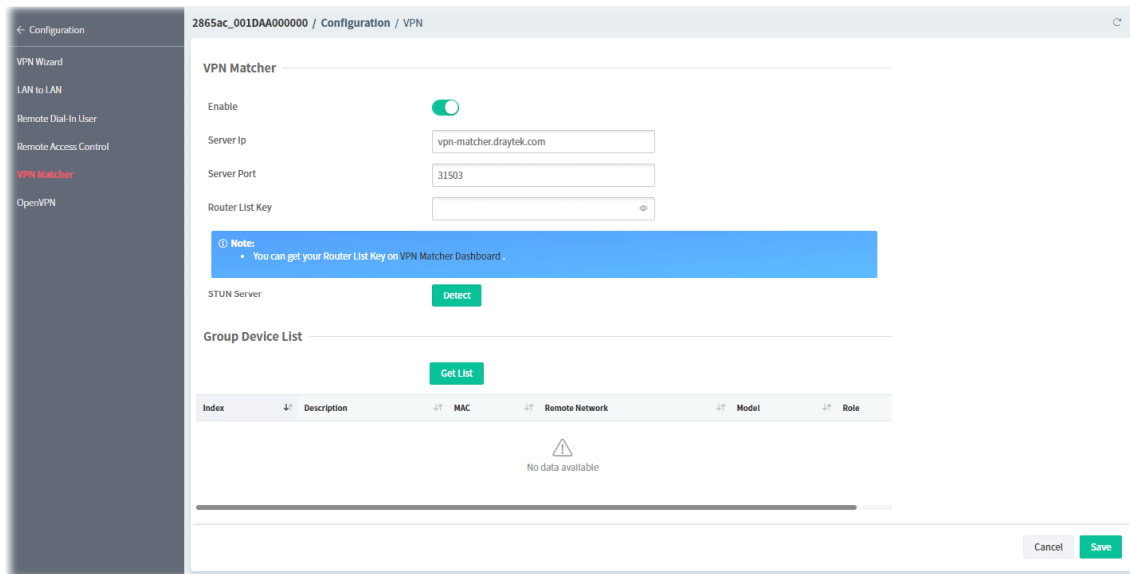 ← Configuration
VPN Wizard
LAN to LAN
Remote Dial-In User
Remote Access Control
VPN Matcher
OpenVPN
2865ac_001DAA000000 / Configuration / VPN
VPN Matcher
Enable
Server Ip
vpn-matcher.draytek.com
Server Port
31503
Router List Key
Note:
• You can get your Router List Key on VPN Matcher Dashboard .
STUN Server
Detect
Group Device List
Get List
Index Description MAC Remote Network Model Role
No data available
Cancel Save